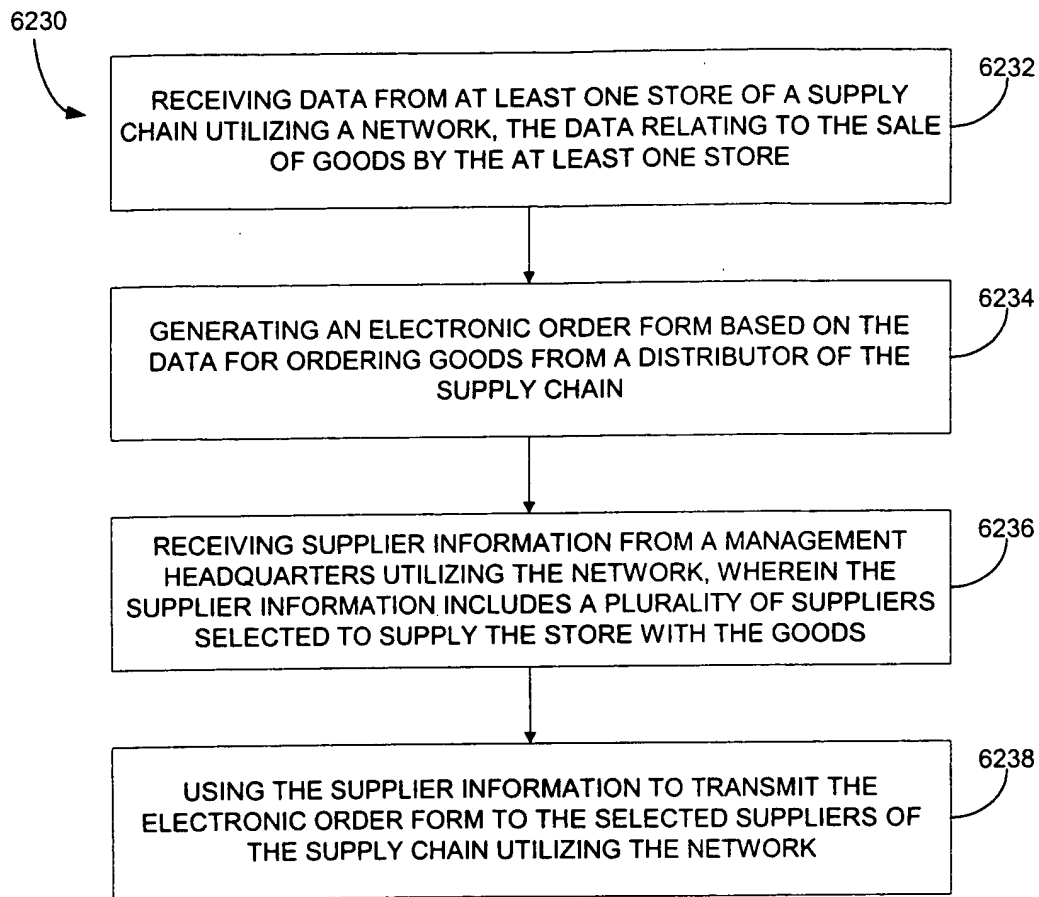 6230
6232
RECEIVING DATA FROM AT LEAST ONE STORE OF A SUPPLY
CHAIN UTILIZING A NETWORK, THE DATA RELATING TO THE SALE
OF GOODS BY THE AT LEAST ONE STORE
6234
GENERATING AN ELECTRONIC ORDER FORM BASED ON THE
DATA FOR ORDERING GOODS FROM A DISTRIBUTOR OF THE
SUPPLY CHAIN
6236
RECEIVING SUPPLIER INFORMATION FROM A MANAGEMENT
HEADQUARTERS UTILIZING THE NETWORK, WHEREIN THE
SUPPLIER INFORMATION INCLUDES A PLURALITY OF SUPPLIERS
SELECTED TO SUPPLY THE STORE WITH THE GOODS
6238
USING THE SUPPLIER INFORMATION TO TRANSMIT THE
ELECTRONIC ORDER FORM TO THE SELECTED SUPPLIERS OF
THE SUPPLY CHAIN UTILIZING THE NETWORK